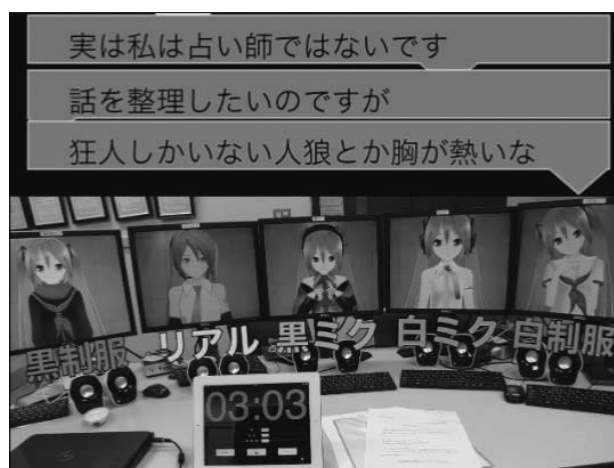 実は私は占い師ではないです
話を整理したいのですが
狂人しかいない人狼とか胸が熱いな
黒制服 リアル 黒ミク 白ミク 白制服
03:03